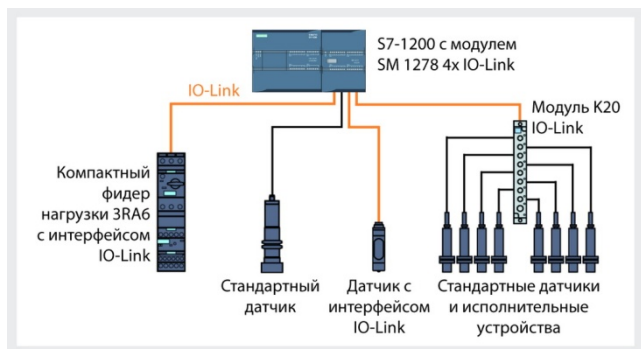 S7-1200 с модулем
SM 1278 4x IO-Link
IO-Link
Модуль K20
IO-Link
Компактный
фидер
нагрузки 3RA6
с интерфейсом
IO-Link
Стандартный
датчик
Датчик с
интерфейсом
IO-Link
Стандартные датчики
и исполнительные
устройства